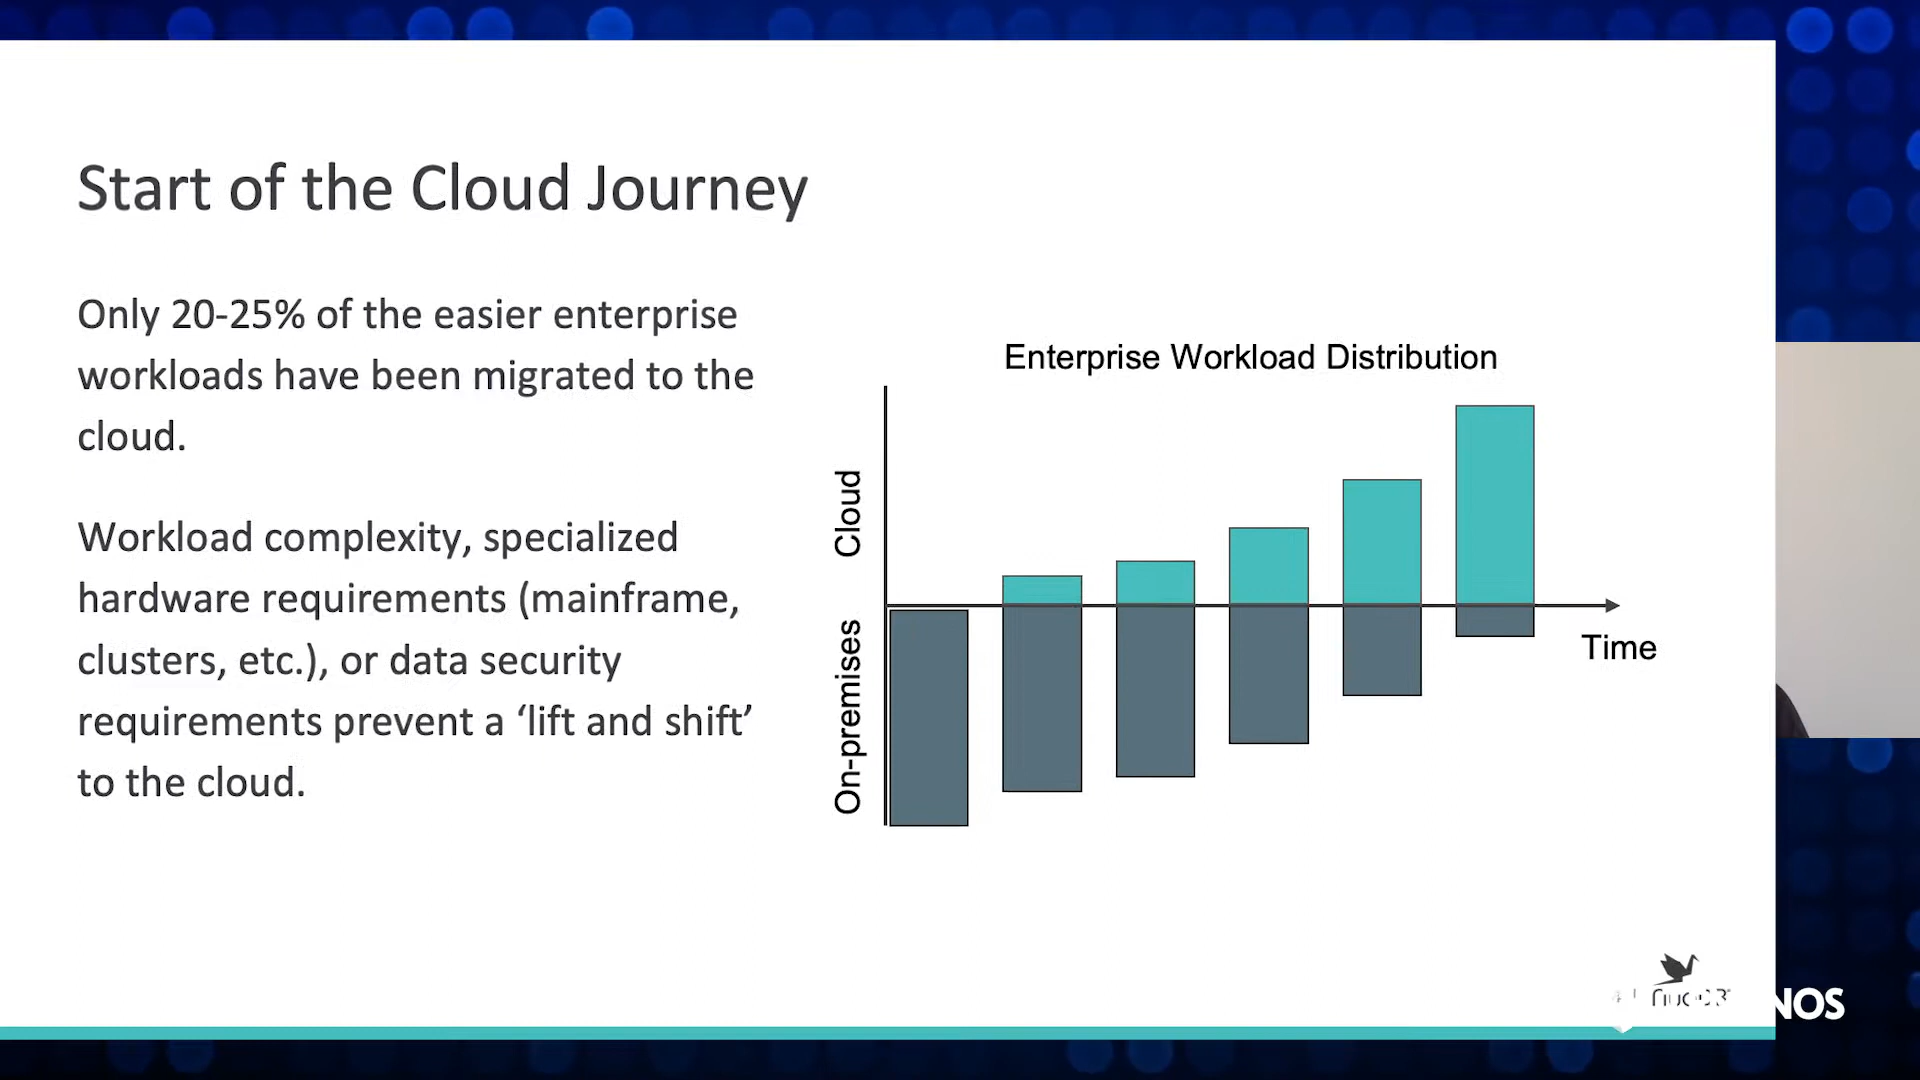 Start of the Cloud Journey
Only 20-25% of the easier enterprise
workloads have been migrated to the
cloud.
Workload complexity, specialized
hardware requirements (mainframe,
clusters, etc.), or data security
requirements prevent a ‘lift and shift’
to the cloud.
Enterprise Workload Distribution
Cloud
On-premises
Time